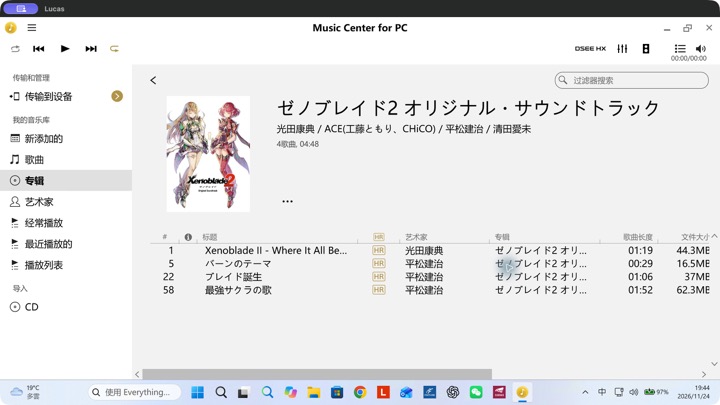 Lucas
Music Center for PC
DSEE HX
00:00/00:00
传输和管理
传输到设备
我的音乐库
新添加的
歌曲
专辑
艺术家
经常播放
最近播放的
播放列表
导入
CD
过滤器搜索
ゼノブレイド2 オリジナル・サウンドトラック
光田康典 / ACE(工藤ともり、CHiCO) / 平松建治 / 清田愛未
4歌曲, 04:48
Xenoblade 2
Original Soundtrack
# 标题 HR 艺术家 专辑 歌曲长度 文件大小
1 Xenoblade II - Where It All Be... HR 光田康典 ゼノブレイド2 オリ... 01:19 44.3MB
5 バーンのテーマ HR 平松建治 ゼノブレイド2 オリ... 00:29 16.5MB
22 ブレイド誕生 HR 平松建治 ゼノブレイド2 オリ... 01:06 37MB
58 最強サクラの歌 HR 平松建治 ゼノブレイド2 オリ... 01:52 62.3MB
19°C
多雲
使用 Everything...
中
97%
19:44
2026/11/24